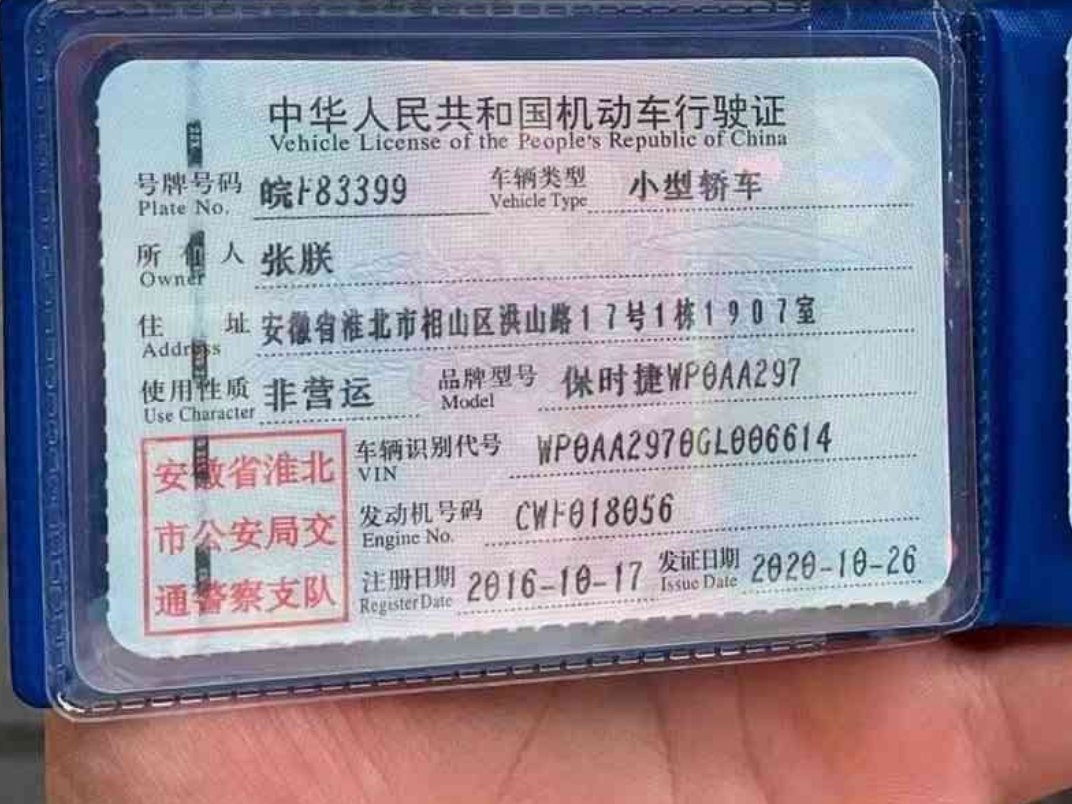 中华人民共和国机动车行驶证
Vehicle License of the People's Republic of China
号牌号码 皖F83399 车辆类型 小型轿车
Plate No. Vehicle Type
所有人 张朕
Owner
住址 安徽省淮北市相山区洪山路17号1栋1907室
Address
使用性质 非营运 品牌型号 保时捷WP0AA297
Use Character Model
车辆识别代号 WP0AA2970GL006614
VIN
发动机号码 CWF018056
Engine No.
注册日期 2016-10-17 发证日期 2020-10-26
Register Date Issue Date
安徽省淮北
市公安局交
通警察支队